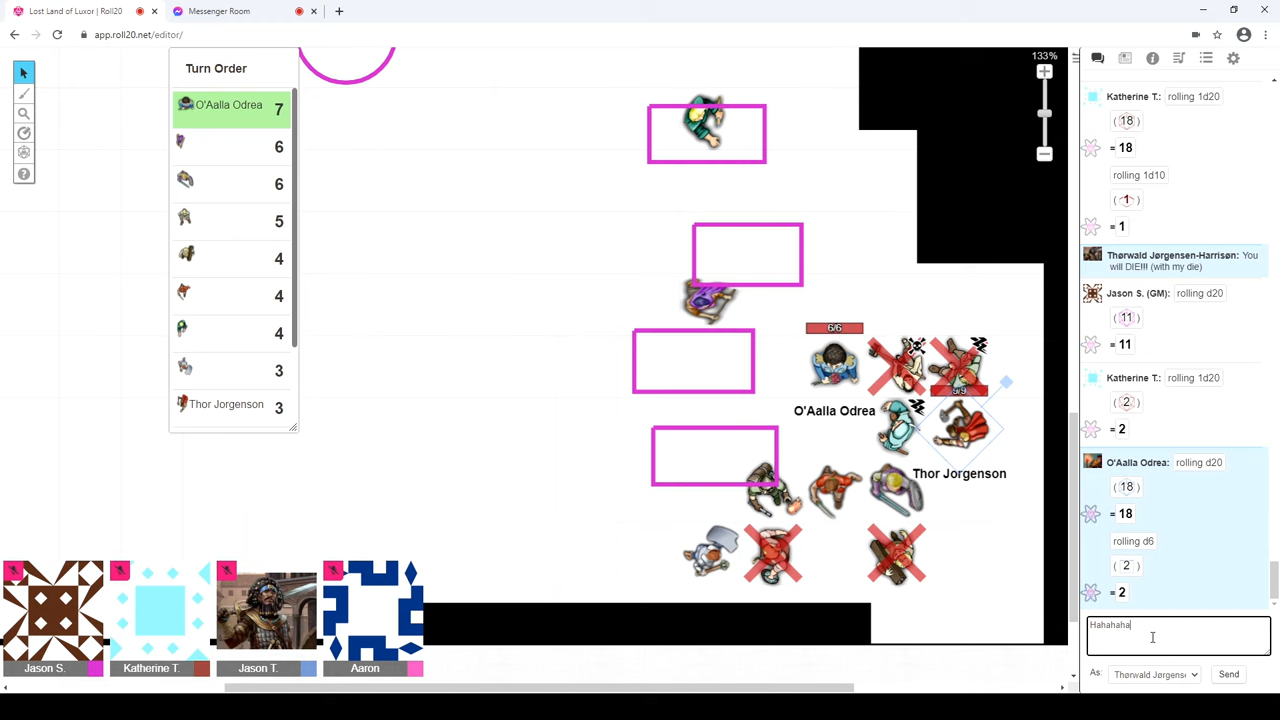 Lost Land of Luxor | Roll20
Messenger Room
app.roll20.net/editor/
Turn Order
O'Aalla Odrea 7
6
6
5
4
4
4
3
Thor Jorgenson 3
133%
6/6
9/9
O'Aalla Odrea
Thor Jorgenson
Jason S.
Katherine T.
Jason T.
Aaron
Katherine T.: rolling 1d20
( 18 )
= 18
rolling 1d10
( 1 )
= 1
Thørwald Jørgensen-Harrisøn: You
will DIE!!! (with my die)
Jason S. (GM): rolling d20
( 11 )
= 11
Katherine T.: rolling 1d20
( 2 )
= 2
O'Aalla Odrea: rolling d20
( 18 )
= 18
rolling d6
( 2 )
= 2
Hahahaha
As: Thørwald Jørgens
Send